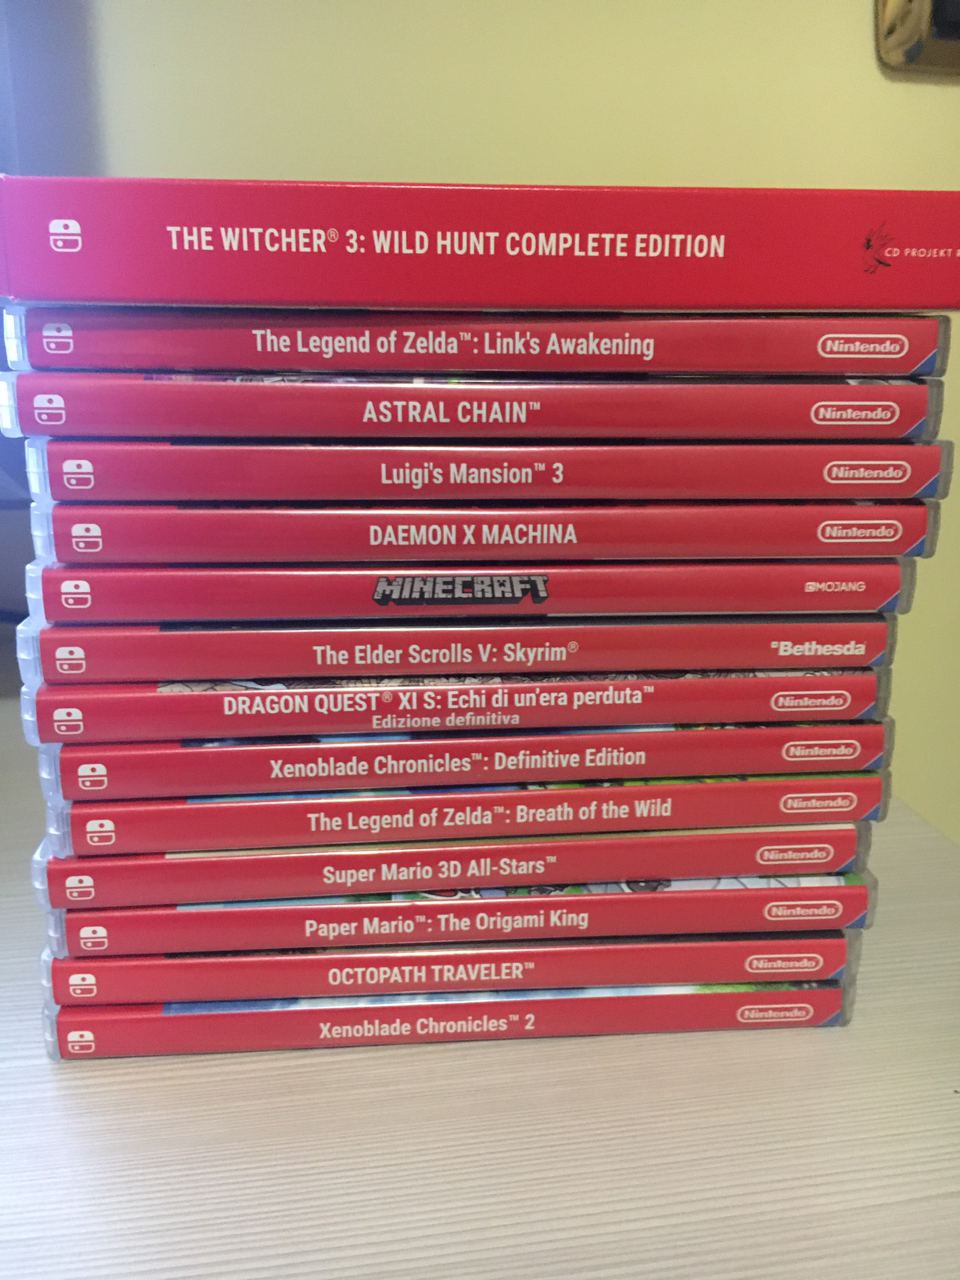 THE WITCHER® 3: WILD HUNT COMPLETE EDITION CD PROJEKT
The Legend of Zelda™: Link's Awakening Nintendo
ASTRAL CHAIN™ Nintendo
Luigi's Mansion™ 3 Nintendo
DAEMON X MACHINA Nintendo
MINECRAFT MOJANG
The Elder Scrolls V: Skyrim® Bethesda
DRAGON QUEST® XI S: Echi di un'era perduta™ Nintendo
Edizione definitiva
Xenoblade Chronicles™: Definitive Edition Nintendo
The Legend of Zelda™: Breath of the Wild Nintendo
Super Mario 3D All-Stars™ Nintendo
Paper Mario™: The Origami King Nintendo
OCTOPATH TRAVELER™ Nintendo
Xenoblade Chronicles™ 2 Nintendo